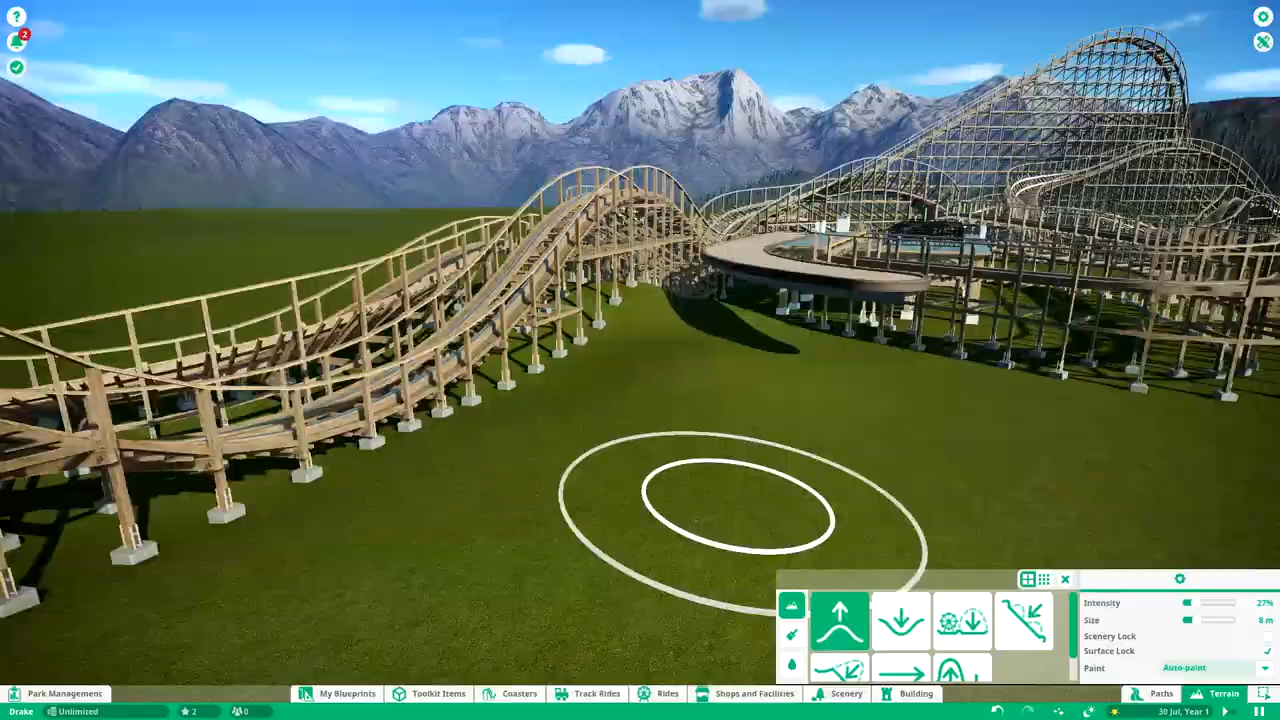 ?
2
Intensity 27%
Size 8 m
Scenery Lock
Surface Lock
Paint Auto-paint
Park Management My Blueprints Toolkit Items Coasters Track Rides Rides Shops and Facilities Scenery Building Paths Terrain
Drake Unlimited 2 0 30 Jul, Year 1